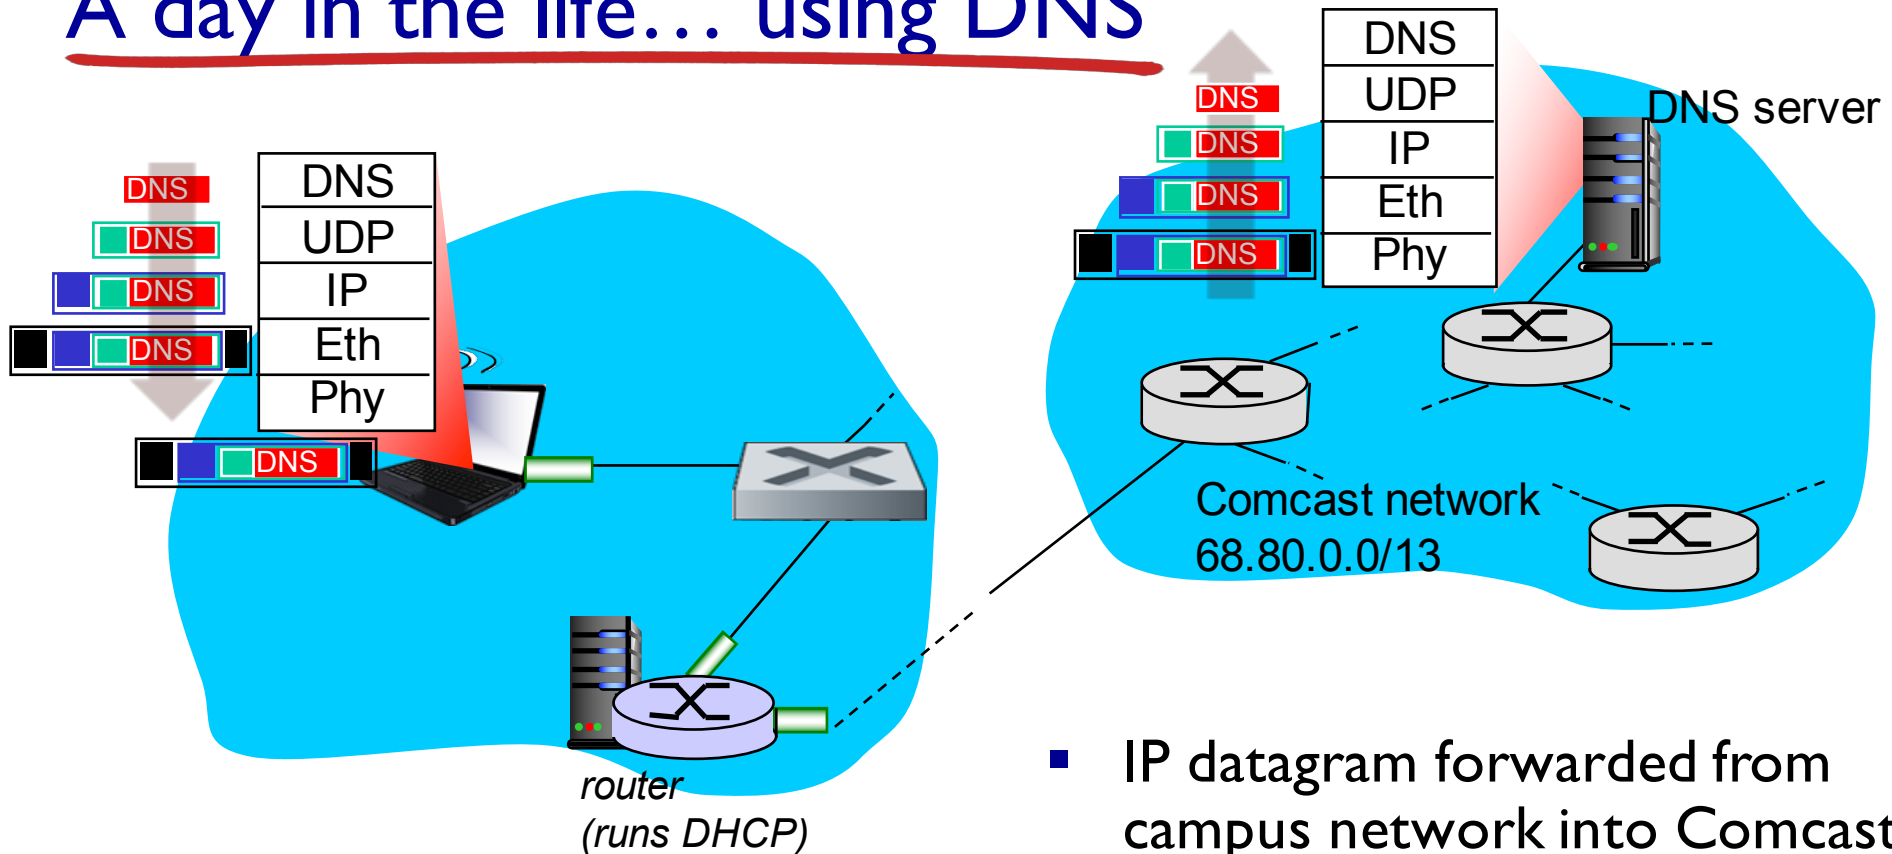 A day in the life… using DNS
DNS
UDP
IP
Eth
Phy
DNS
DNS
DNS
DNS
DNS server
DNS
UDP
IP
Eth
Phy
DNS
DNS
DNS
DNS
DNS
Comcast network
68.80.0.0/13
router
(runs DHCP)
▪ IP datagram forwarded from
campus network into Comcast